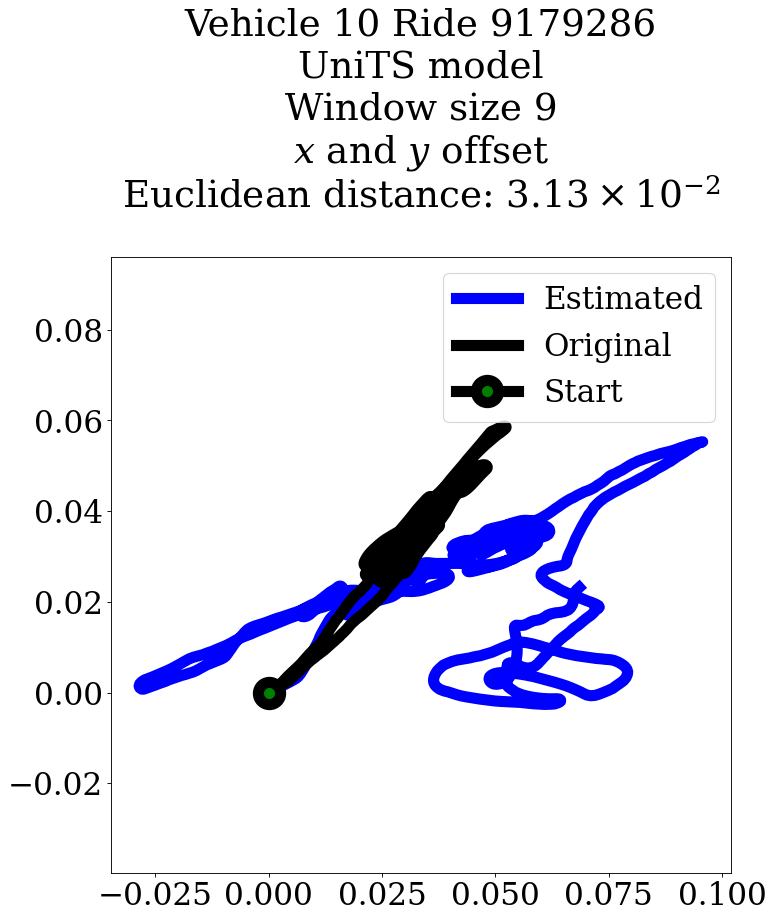 Vehicle 10 Ride 9179286
UniTS model
Window size 9
x and y offset
Euclidean distance: 3.13 × 10⁻²
Estimated
Original
Start
0.08
0.06
0.04
0.02
0.00
−0.02
−0.025 0.000 0.025 0.050 0.075 0.100